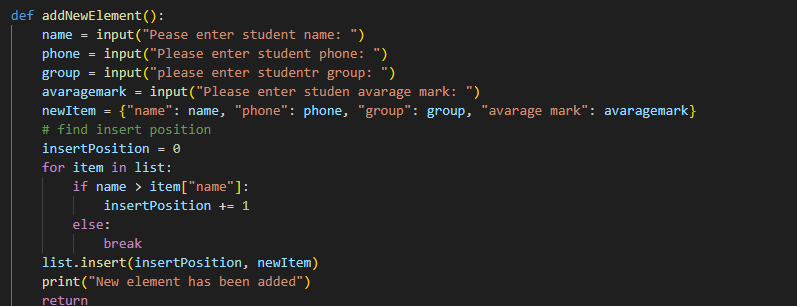 def addNewElement():
    name = input("Pease enter student name: ")
    phone = input("Please enter student phone: ")
    group = input("please enter studentr group: ")
    avaragemark = input("Please enter studen avarage mark: ")
    newItem = {"name": name, "phone": phone, "group": group, "avarage mark": avaragemark}
    # find insert position
    insertPosition = 0
    for item in list:
        if name > item["name"]:
            insertPosition += 1
        else:
            break
    list.insert(insertPosition, newItem)
    print("New element has been added")
    return